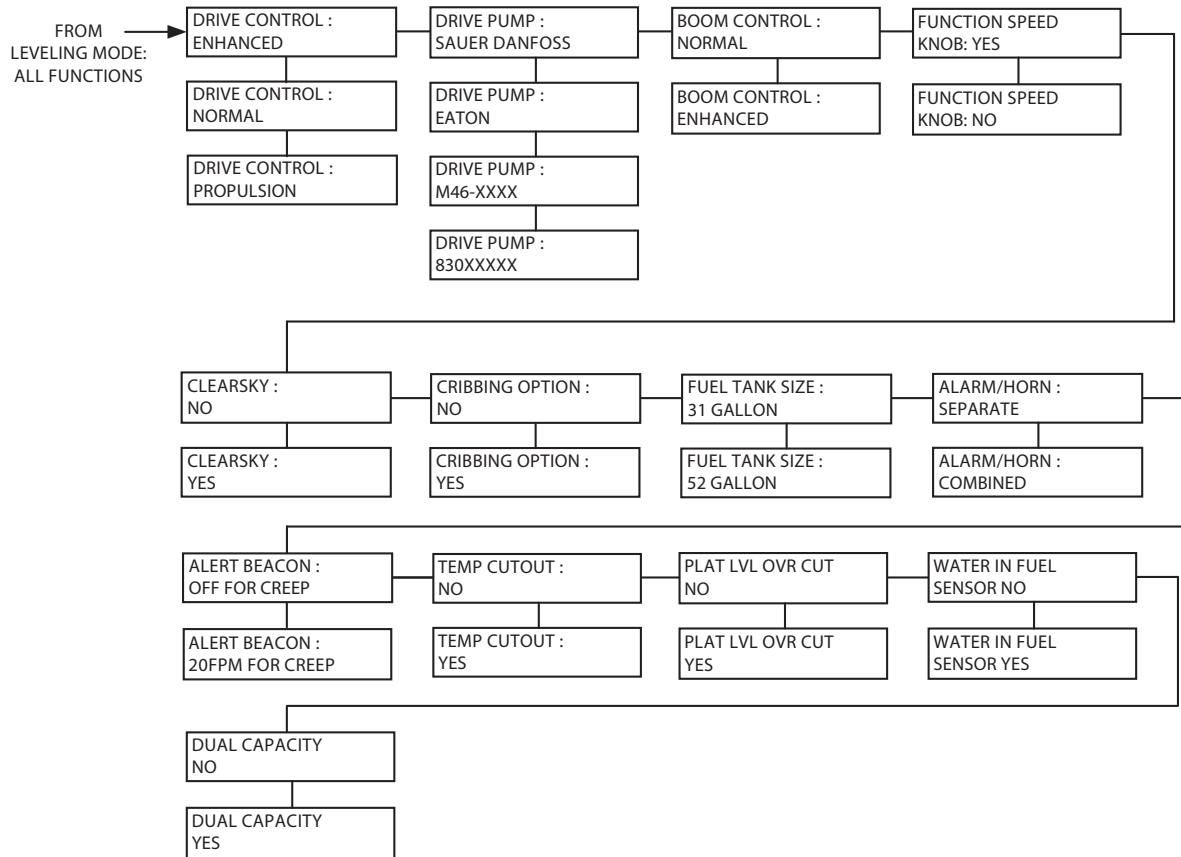 FROM
LEVELING MODE:
ALL FUNCTIONS
DRIVE CONTROL :
ENHANCED
DRIVE CONTROL :
NORMAL
DRIVE CONTROL :
PROPULSION
DRIVE PUMP :
SAUER DANFOSS
DRIVE PUMP :
EATON
DRIVE PUMP :
M46-XXXX
DRIVE PUMP :
830XXXXX
BOOM CONTROL :
NORMAL
BOOM CONTROL :
ENHANCED
FUNCTION SPEED
KNOB: YES
FUNCTION SPEED
KNOB: NO
CLEARSKY :
NO
CLEARSKY :
YES
CRIBBING OPTION :
NO
CRIBBING OPTION :
YES
FUEL TANK SIZE :
31 GALLON
FUEL TANK SIZE :
52 GALLON
ALARM/HORN :
SEPARATE
ALARM/HORN :
COMBINED
ALERT BEACON :
OFF FOR CREEP
ALERT BEACON :
20FPM FOR CREEP
TEMP CUTOUT :
NO
TEMP CUTOUT :
YES
PLAT LVL OVR CUT
NO
PLAT LVL OVR CUT
YES
WATER IN FUEL
SENSOR NO
WATER IN FUEL
SENSOR YES
DUAL CAPACITY
NO
DUAL CAPACITY
YES